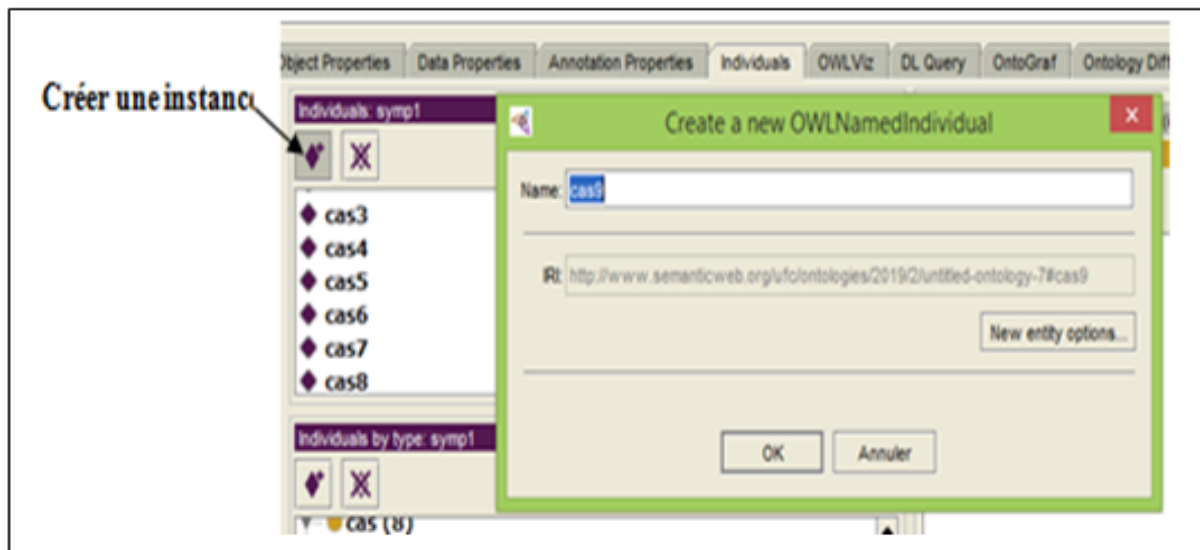 Object Properties Data Properties Annotation Properties Individuals OWLViz DL Query OntoGraf Ontology Diff
Créer une instance
Individuals: symp1
Create a new OWLNamedIndividual
x
Name: cas9
cas3
cas4
cas5
cas6
cas7
cas8
IRI: http://www.semanticweb.org/ufc/ontologies/2019/2/untitled-ontology-7#cas9
New entity options...
Individuals by type: symp1
OK Annuler
cas (8)